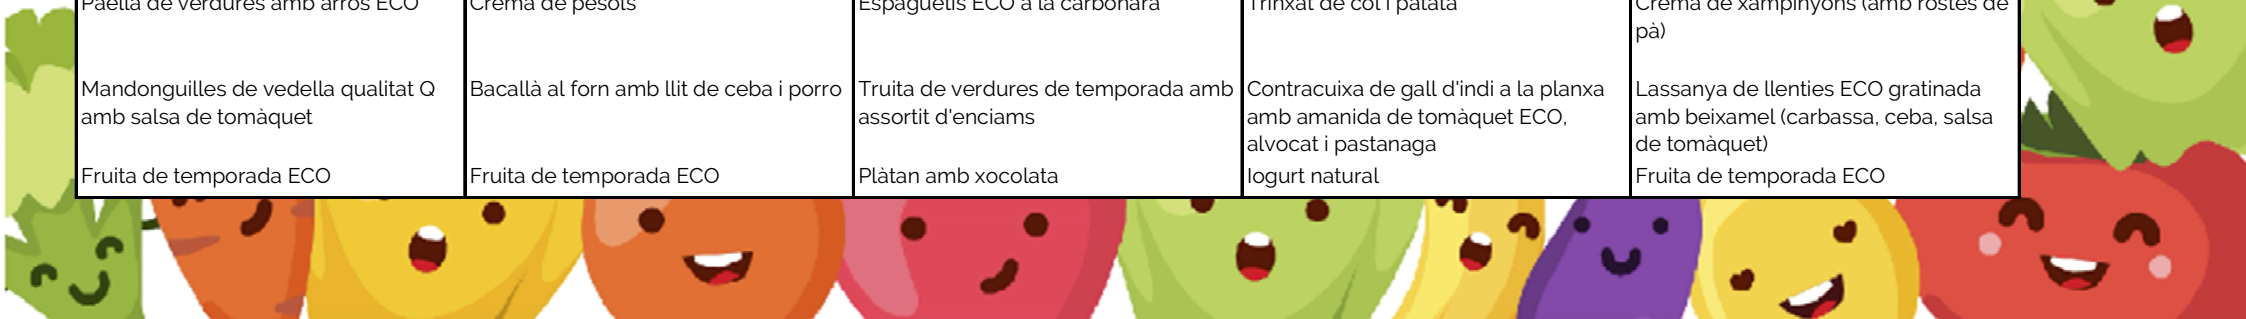 Paella de verdures amb arròs ECO
Mandonguilles de vedella qualitat Q
amb salsa de tomàquet
Fruita de temporada ECO
Crema de pèsols
Bacallà al forn amb llit de ceba i porro
Fruita de temporada ECO
Espaguetis ECO a la carbonara
Truita de verdures de temporada amb
assortit d'enciams
Plàtan amb xocolata
Trinxat de col i patata
Contracuixa de gall d'indi a la planxa
amb amanida de tomàquet ECO,
alvocat i pastanaga
Iogurt natural
Crema de xampinyons (amb rostes de
pà)
Lassanya de llenties ECO gratinada
amb beixamel (carbassa, ceba, salsa
de tomàquet)
Fruita de temporada ECO